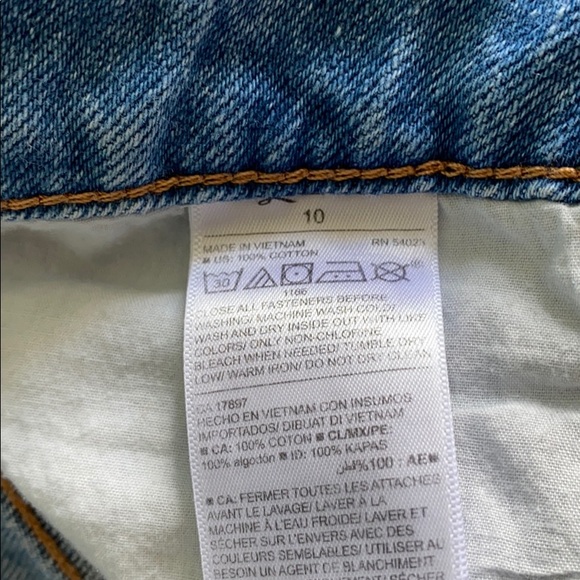 10
MADE IN VIETNAM RN 54023
■ US: 100% COTTON
30
1106
CLOSE ALL FASTENERS BEFORE
WASHING/ MACHINE WASH COLD/
WASH AND DRY INSIDE OUT WITH LIKE
COLORS/ ONLY NON-CHLORINE
BLEACH WHEN NEEDED/ TUMBLE DRY
LOW/ WARM IRON/ DO NOT DRY CLEAN
CA 17897
HECHO EN VIETNAM CON INSUMOS
IMPORTADOS/ DIBUAT DI VIETNAM
■ CA: 100% COTON ■ CL/MX/PE:
100% algodón ■ ID: 100% KAPAS
■ AE: 100% قطن
■ CA: FERMER TOUTES LES ATTACHES
AVANT LE LAVAGE/ LAVER À LA
MACHINE À L'EAU FROIDE/ LAVER ET
SÉCHER SUR L'ENVERS AVEC DES
COULEURS SEMBLABLES/ UTILISER AU
BESOIN UN AGENT DE BLANCHIMENT